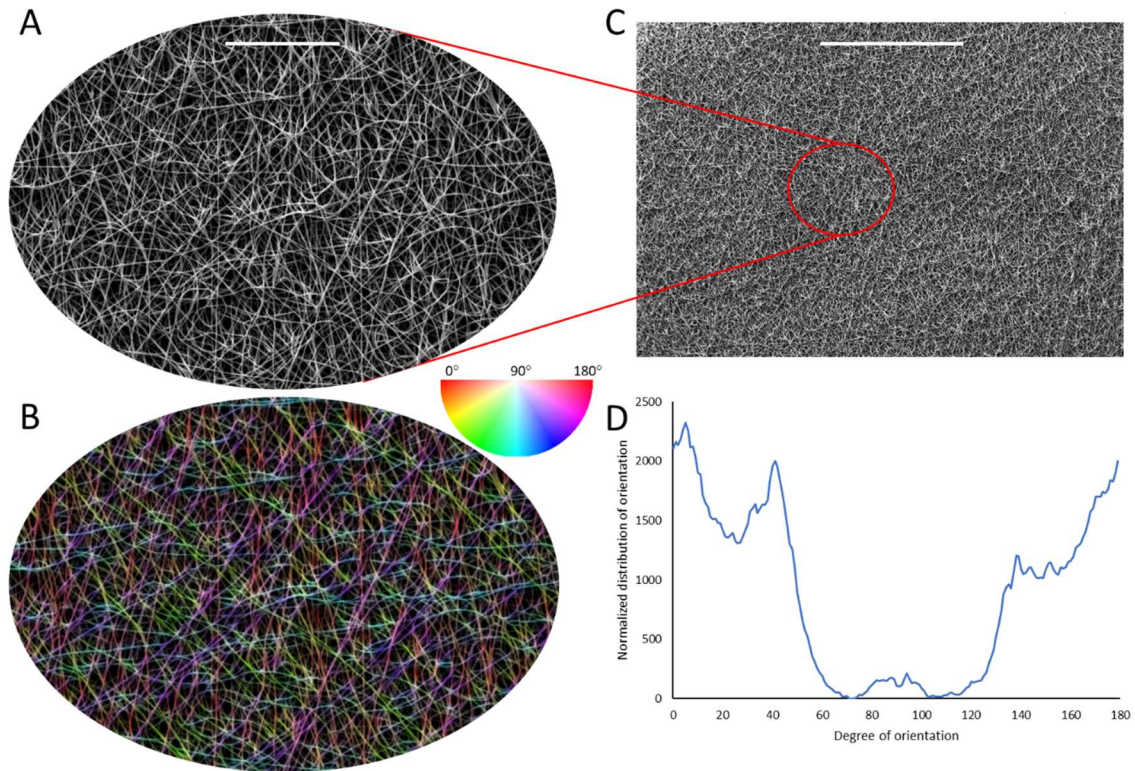 A
C
0° 90° 180°
B
D
2500
2000
1500
1000
500
0
Normalized distribution of orientation
0 20 40 60 80 100 120 140 160 180
Degree of orientation